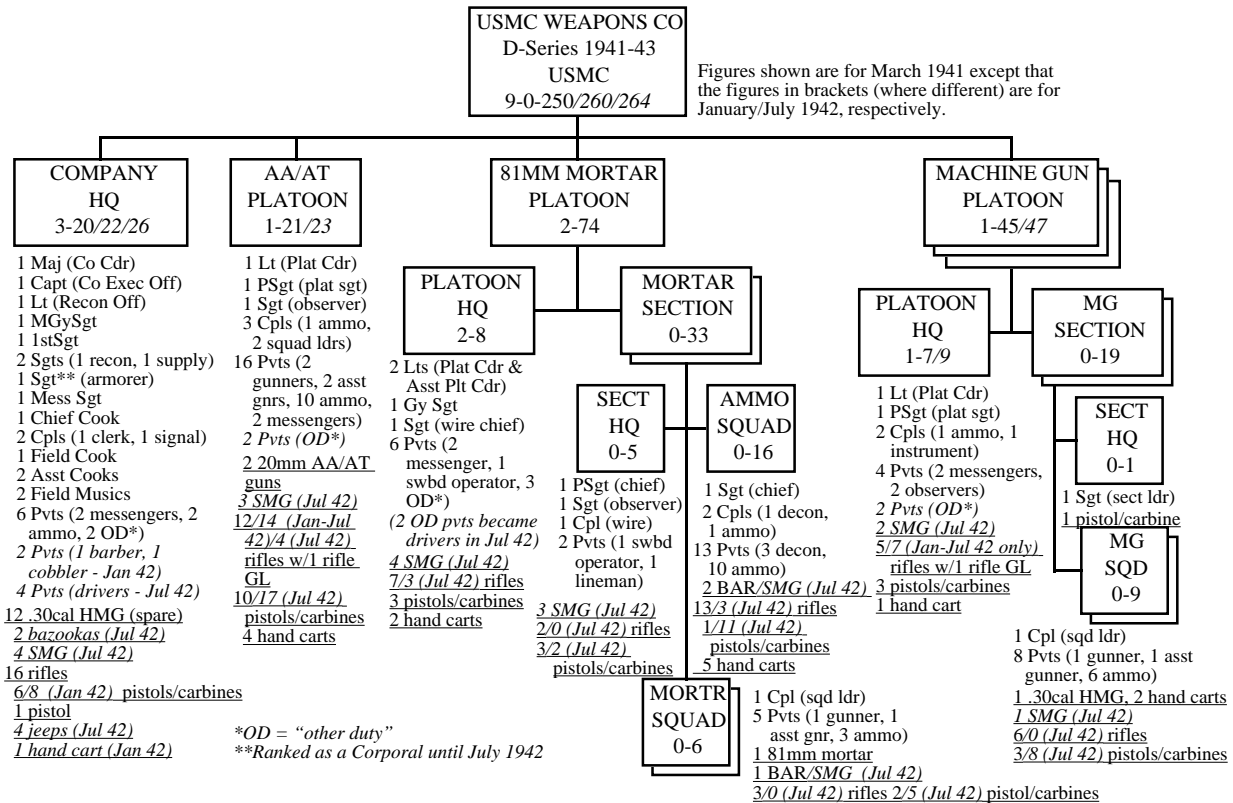 USMC WEAPONS CO
D-Series 1941-43
USMC
9-0-250/260/264
Figures shown are for March 1941 except that
the figures in brackets (where different) are for
January/July 1942, respectively.
COMPANY
HQ
3-20/22/26
1 Maj (Co Cdr)
1 Capt (Co Exec Off)
1 Lt (Recon Off)
1 MGySgt
1 1stSgt
2 Sgts (1 recon, 1 supply)
1 Sgt** (armorer)
1 Mess Sgt
1 Chief Cook
2 Cpls (1 clerk, 1 signal)
1 Field Cook
2 Asst Cooks
2 Field Musics
6 Pvts (2 messengers, 2
ammo, 2 OD*)
2 Pvts (1 barber, 1
cobbler - Jan 42)
4 Pvts (drivers - Jul 42)
12 .30cal HMG (spare)
2 bazookas (Jul 42)
4 SMG (Jul 42)
16 rifles
6/8 (Jan 42) pistols/carbines
1 pistol
4 jeeps (Jul 42)
1 hand cart (Jan 42)
AA/AT
PLATOON
1-21/23
1 Lt (Plat Cdr)
1 PSgt (plat sgt)
1 Sgt (observer)
3 Cpls (1 ammo,
2 squad ldrs)
16 Pvts (2
gunners, 2 asst
gnrs, 10 ammo,
2 messengers)
2 Pvts (OD*)
2 20mm AA/AT
guns
3 SMG (Jul 42)
12/14 (Jan-Jul
42)/4 (Jul 42)
rifles w/1 rifle
GL
10/17 (Jul 42)
pistols/carbines
4 hand carts
*OD = “other duty”
**Ranked as a Corporal until July 1942
81MM MORTAR
PLATOON
2-74
PLATOON
HQ
2-8
2 Lts (Plat Cdr &
Asst Plt Cdr)
1 Gy Sgt
1 Sgt (wire chief)
6 Pvts (2
messenger, 1
swbd operator, 3
OD*)
(2 OD pvts became
drivers in Jul 42)
4 SMG (Jul 42)
7/3 (Jul 42) rifles
3 pistols/carbines
2 hand carts
MORTAR
SECTION
0-33
SECT
HQ
0-5
1 PSgt (chief)
1 Sgt (observer)
1 Cpl (wire)
2 Pvts (1 swbd
operator, 1
lineman)
3 SMG (Jul 42)
2/0 (Jul 42) rifles
3/2 (Jul 42)
pistols/carbines
AMMO
SQUAD
0-16
1 Sgt (chief)
2 Cpls (1 decon,
1 ammo)
13 Pvts (3 decon,
10 ammo)
2 BAR/SMG (Jul 42)
13/3 (Jul 42) rifles
1/11 (Jul 42)
pistols/carbines
5 hand carts
MORTR
SQUAD
0-6
1 Cpl (sqd ldr)
5 Pvts (1 gunner, 1
asst gnr, 3 ammo)
1 81mm mortar
1 BAR/SMG (Jul 42)
3/0 (Jul 42) rifles 2/5 (Jul 42) pistol/carbines
MACHINE GUN
PLATOON
1-45/47
PLATOON
HQ
1-7/9
1 Lt (Plat Cdr)
1 PSgt (plat sgt)
2 Cpls (1 ammo, 1
instrument)
4 Pvts (2 messengers,
2 observers)
2 Pvts (OD*)
2 SMG (Jul 42)
5/7 (Jan-Jul 42 only)
rifles w/1 rifle GL
3 pistols/carbines
1 hand cart
MG
SECTION
0-19
SECT
HQ
0-1
1 Sgt (sect ldr)
1 pistol/carbine
MG
SQD
0-9
1 Cpl (sqd ldr)
8 Pvts (1 gunner, 1 asst
gunner, 6 ammo)
1 .30cal HMG, 2 hand carts
1 SMG (Jul 42)
6/0 (Jul 42) rifles
3/8 (Jul 42) pistols/carbines